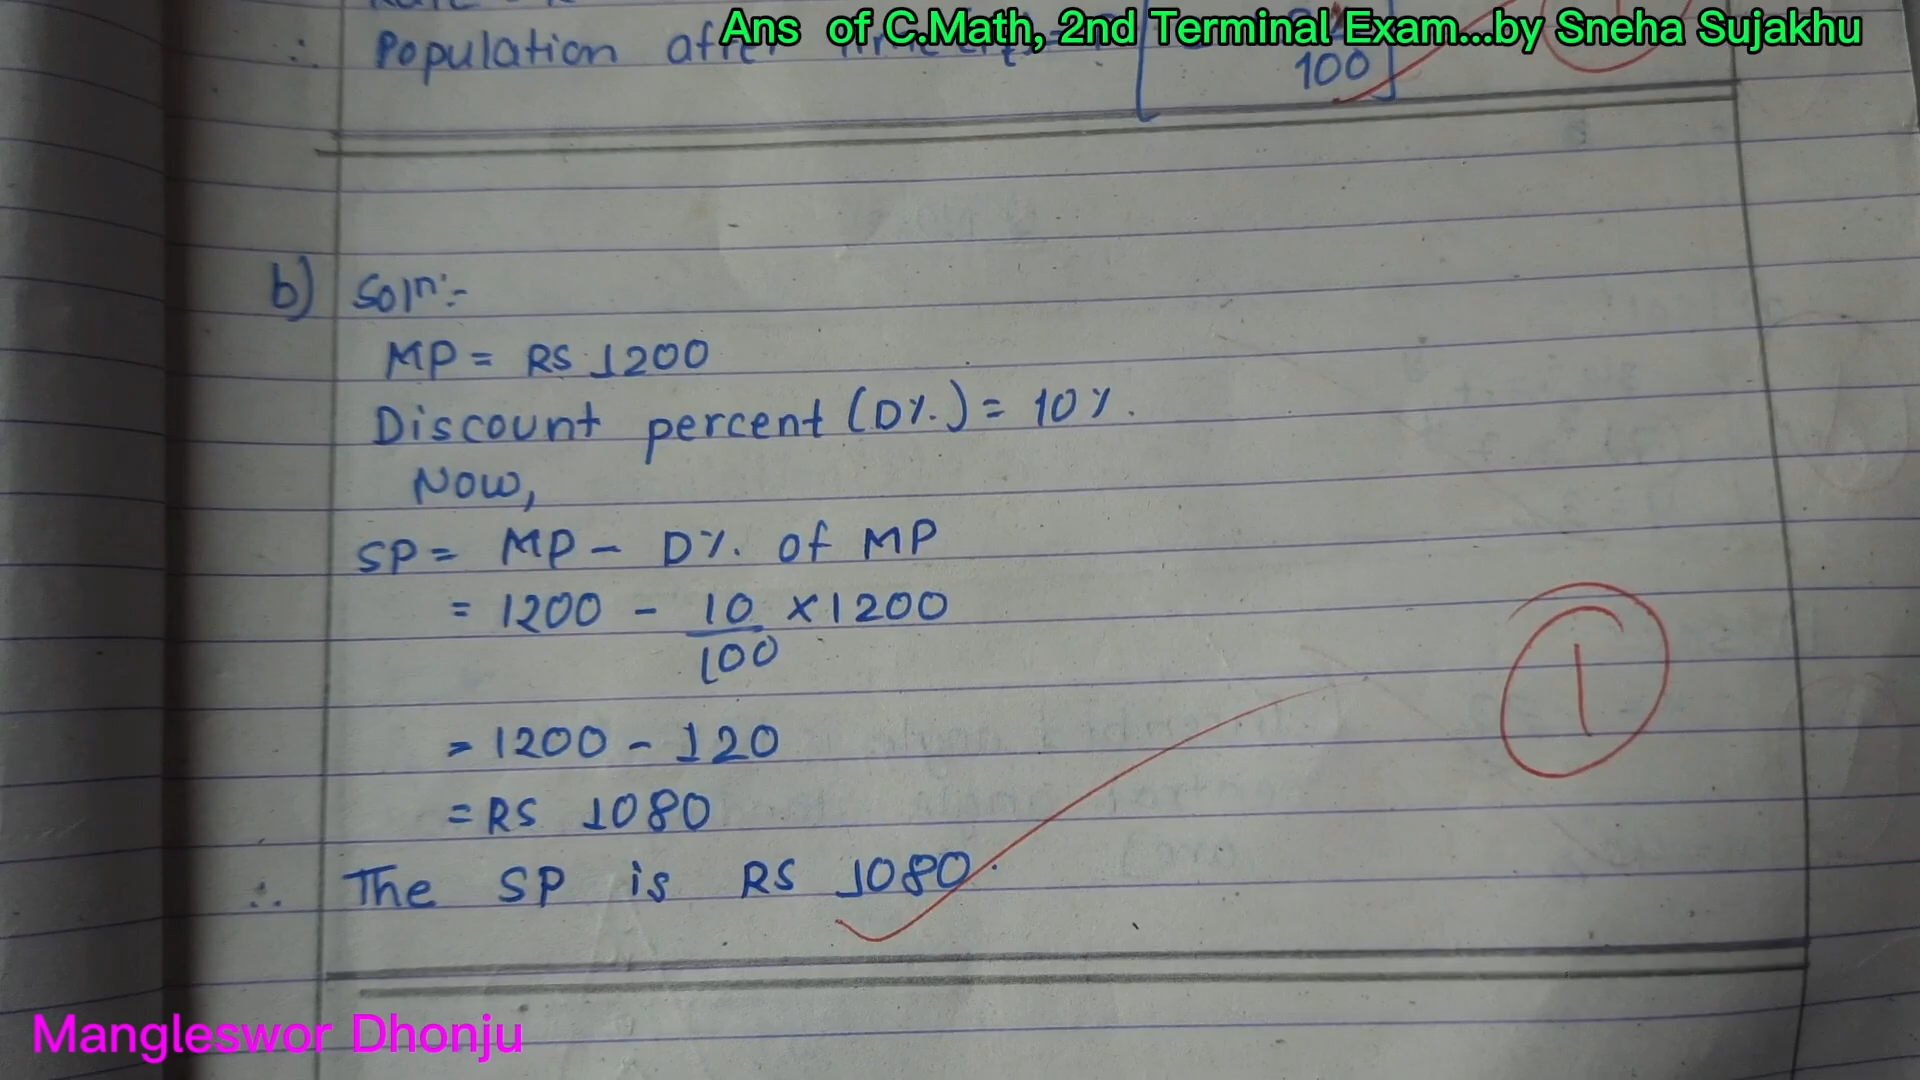 Ans of C.Math, 2nd Terminal Exam...by Sneha Sujakhu
∴ Population after
100
b) Soln:-
MP = RS 1200
Discount percent (D%.) = 10%.
Now,
SP = MP - D%. of MP
= 1200 - 10/100 × 1200
= 1200 - 120
= RS 1080
∴ The SP is RS 1080.
1
Mangleswor Dhonju